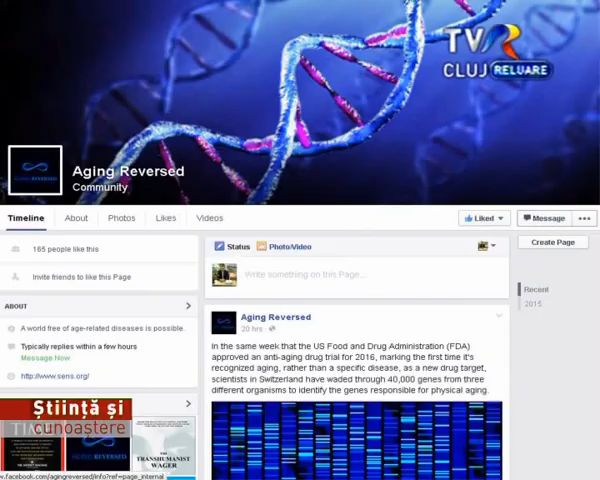 TVR
CLUJ RELUARE
AGING REVERSED
Aging Reversed
Community
Timeline
About
Photos
Likes
Videos
Liked
Message
Status
Photo/Video
Create Page
165 people like this
Write something on this Page...
Invite friends to like this Page
Recent
2015
ABOUT
Aging Reversed
20 hrs
A world free of age-related diseases is possible.
Typically replies within a few hours
Message Now
http://www.sens.org/
In the same week that the US Food and Drug Administration (FDA)
approved an anti-aging drug trial for 2016, marking the first time it's
recognized aging, rather than a specific disease, as a new drug target,
scientists in Switzerland have waded through 40,000 genes from three
different organisms to identify the genes responsible for physical aging.
Știință și
cunoastere
AGING REVERSED
THE
TRANSHUMANIST
WAGER
w.facebook.com/agingreversed/info?ref=page_internal